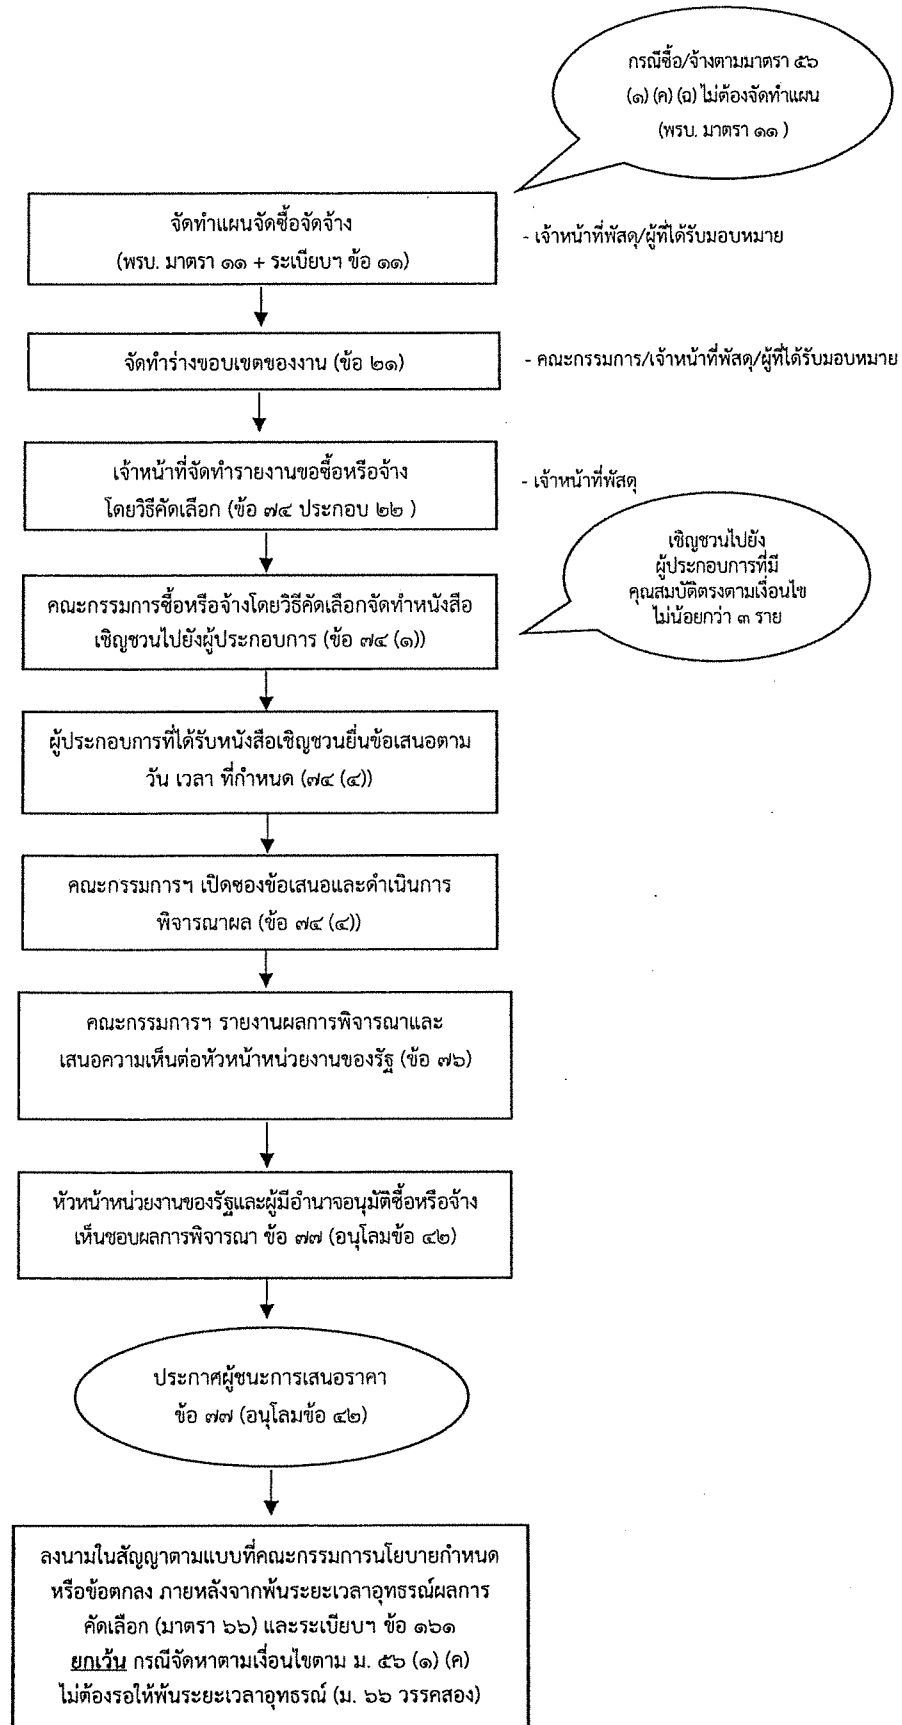 กรณีซื้อ/จ้างตามมาตรา ๕๖
(๑) (ค) (ฉ) ไม่ต้องจัดทำแผน
(พรบ. มาตรา ๑๑ )
จัดทำแผนจัดซื้อจัดจ้าง
(พรบ. มาตรา ๑๑ + ระเบียบฯ ข้อ ๑๑)
- เจ้าหน้าที่พัสดุ/ผู้ที่ได้รับมอบหมาย
จัดทำร่างขอบเขตของงาน (ข้อ ๒๑)
- คณะกรรมการ/เจ้าหน้าที่พัสดุ/ผู้ที่ได้รับมอบหมาย
เจ้าหน้าที่จัดทำรายงานขอซื้อหรือจ้าง
โดยวิธีคัดเลือก (ข้อ ๗๔ ประกอบ ๒๒ )
- เจ้าหน้าที่พัสดุ
เชิญชวนไปยัง
ผู้ประกอบการที่มี
คุณสมบัติตรงตามเงื่อนไข
ไม่น้อยกว่า ๓ ราย
คณะกรรมการซื้อหรือจ้างโดยวิธีคัดเลือกจัดทำหนังสือ
เชิญชวนไปยังผู้ประกอบการ (ข้อ ๗๔ (๑))
ผู้ประกอบการที่ได้รับหนังสือเชิญชวนยื่นข้อเสนอตาม
วัน เวลา ที่กำหนด (๗๔ (๔))
คณะกรรมการฯ เปิดซองข้อเสนอและดำเนินการ
พิจารณาผล (ข้อ ๗๔ (๔))
คณะกรรมการฯ รายงานผลการพิจารณาและ
เสนอความเห็นต่อหัวหน้าหน่วยงานของรัฐ (ข้อ ๗๖)
หัวหน้าหน่วยงานของรัฐและผู้มีอำนาจอนุมัติซื้อหรือจ้าง
เห็นชอบผลการพิจารณา ข้อ ๗๗ (อนุโลมข้อ ๔๒)
ประกาศผู้ชนะการเสนอราคา
ข้อ ๗๗ (อนุโลมข้อ ๔๒)
ลงนามในสัญญาตามแบบที่คณะกรรมการนโยบายกำหนด
หรือข้อตกลง ภายหลังจากพ้นระยะเวลาอุทธรณ์ผลการ
คัดเลือก (มาตรา ๖๖) และระเบียบฯ ข้อ ๑๖๑
ยกเว้น กรณีจัดหาตามเงื่อนไขตาม ม. ๕๖ (๑) (ค)
ไม่ต้องรอให้พ้นระยะเวลาอุทธรณ์ (ม. ๖๖ วรรคสอง)